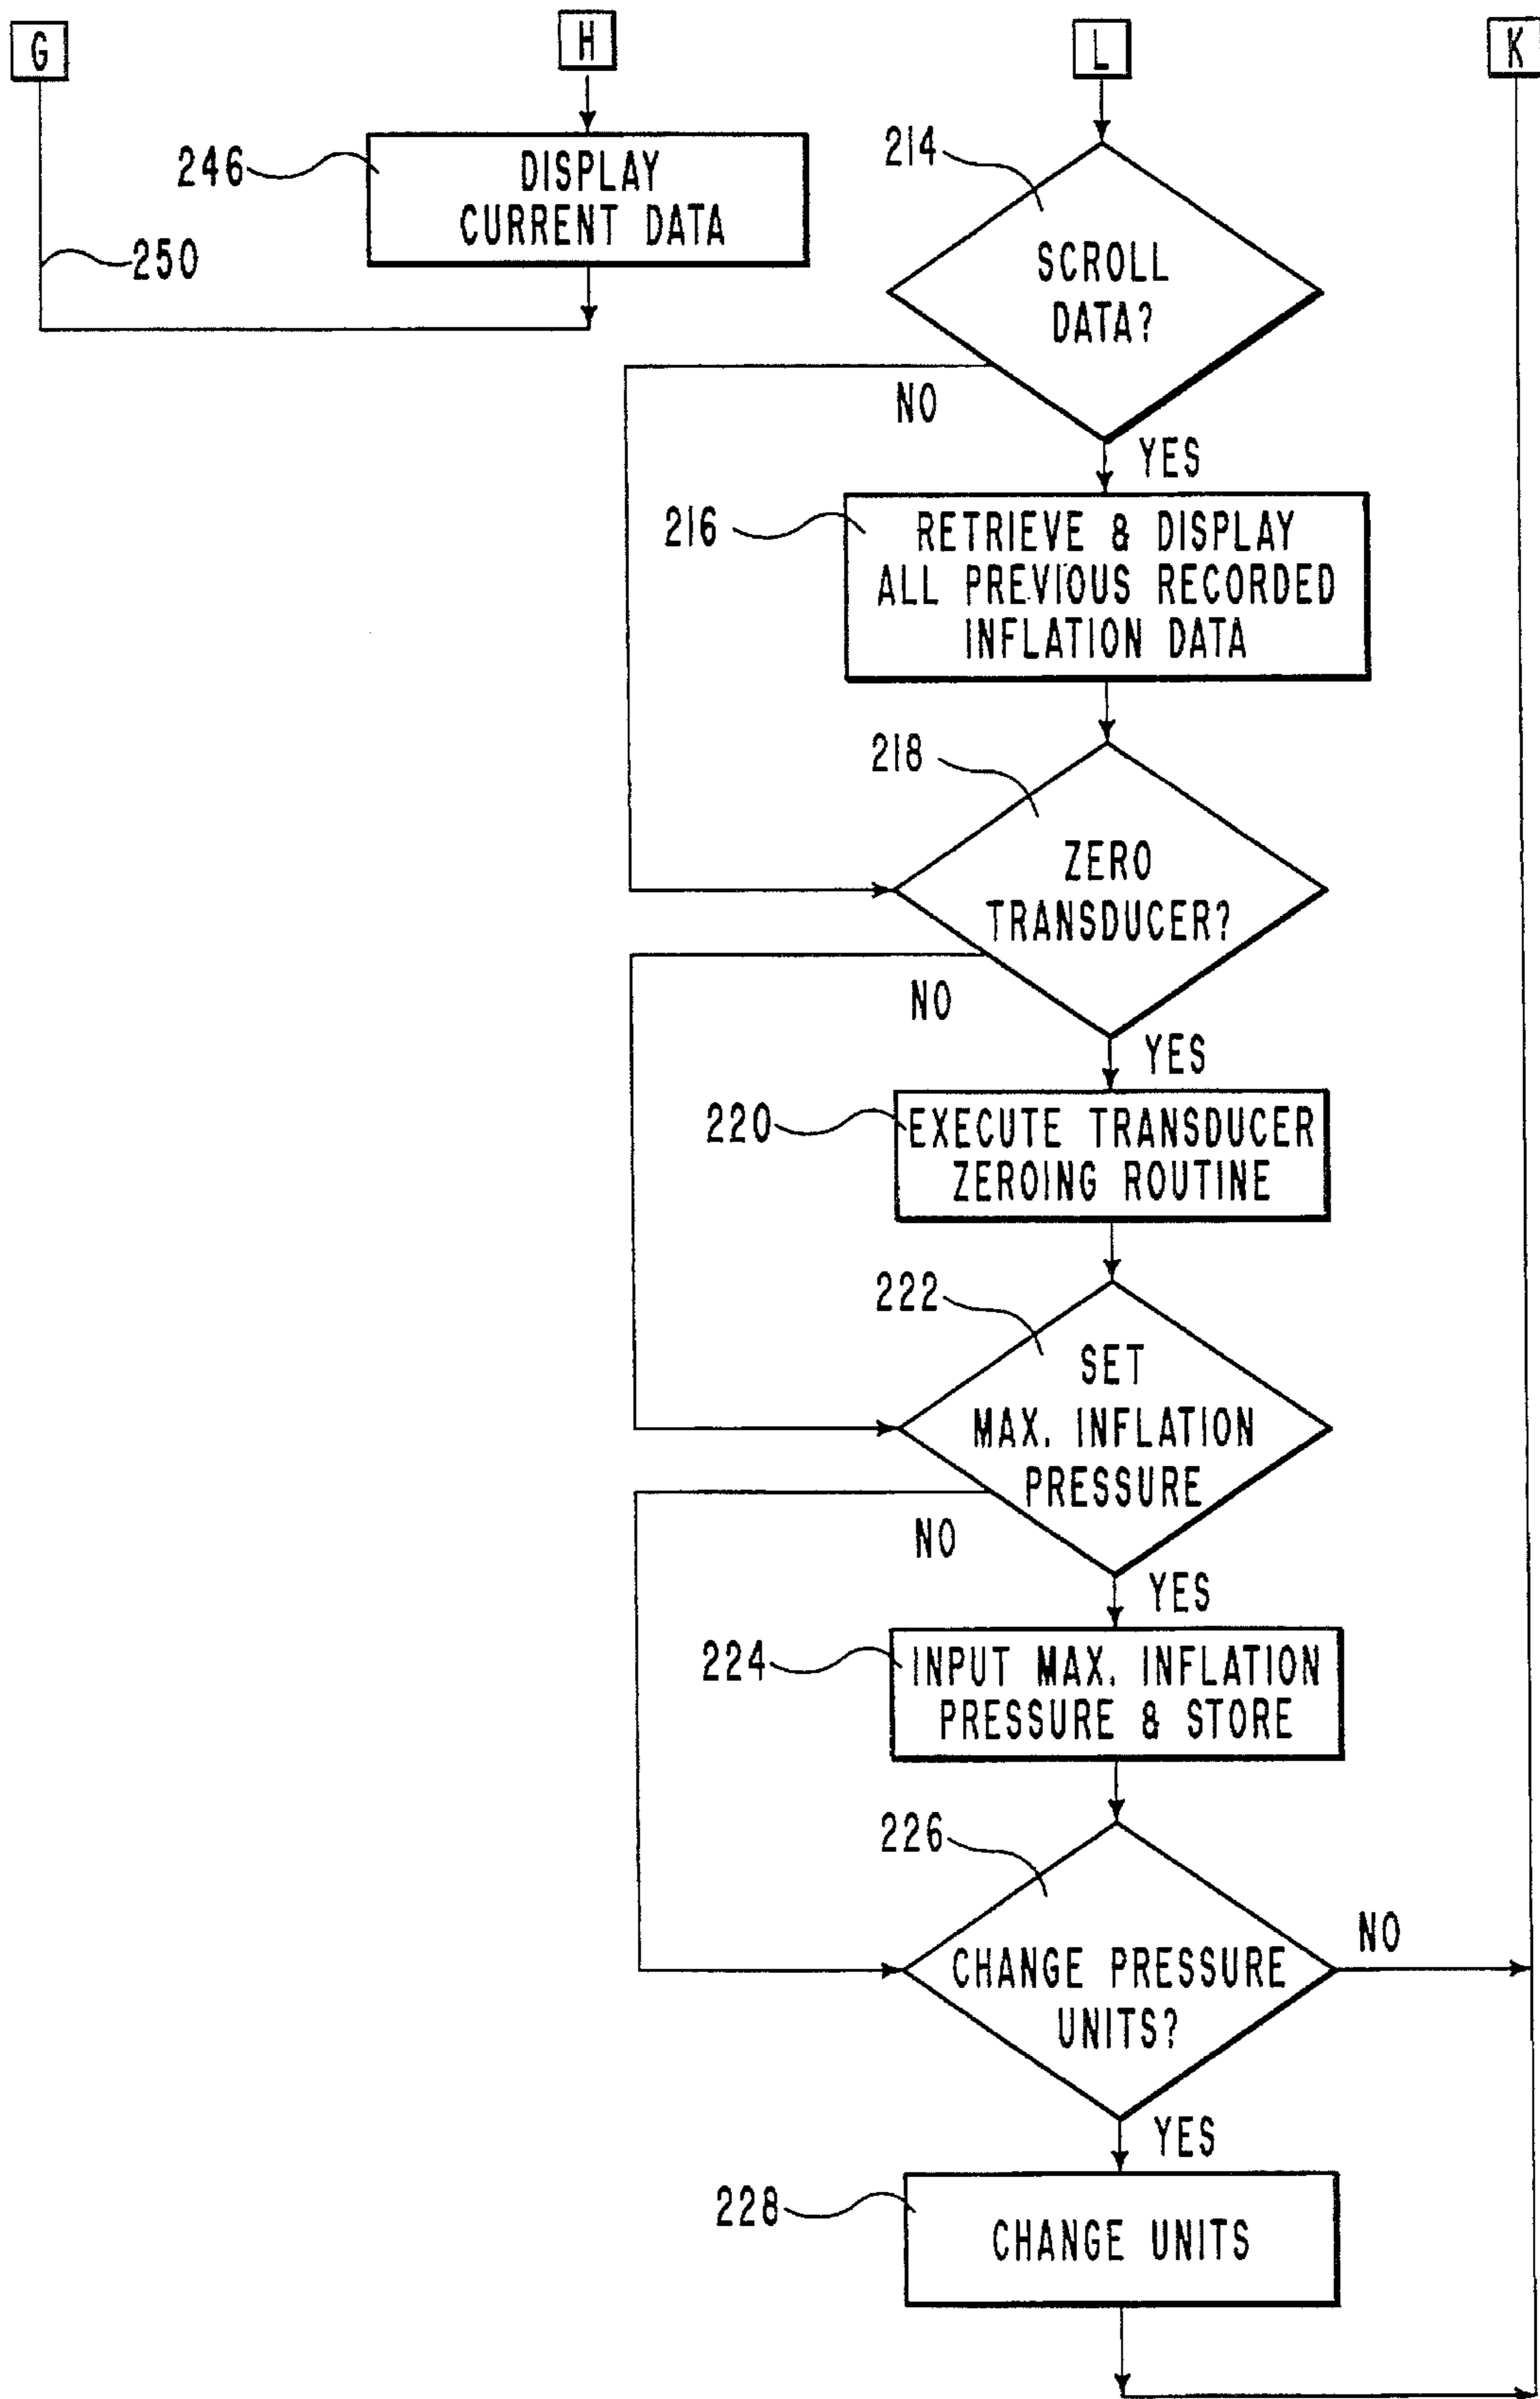 G
H
L
K
246
DISPLAY
CURRENT DATA
250
214
SCROLL
DATA?
NO
YES
216
RETRIEVE & DISPLAY
ALL PREVIOUS RECORDED
INFLATION DATA
218
ZERO
TRANSDUCER?
NO
YES
220
EXECUTE TRANSDUCER
ZEROING ROUTINE
222
SET
MAX. INFLATION
PRESSURE
NO
YES
224
INPUT MAX. INFLATION
PRESSURE & STORE
226
CHANGE PRESSURE
UNITS?
NO
YES
228
CHANGE UNITS